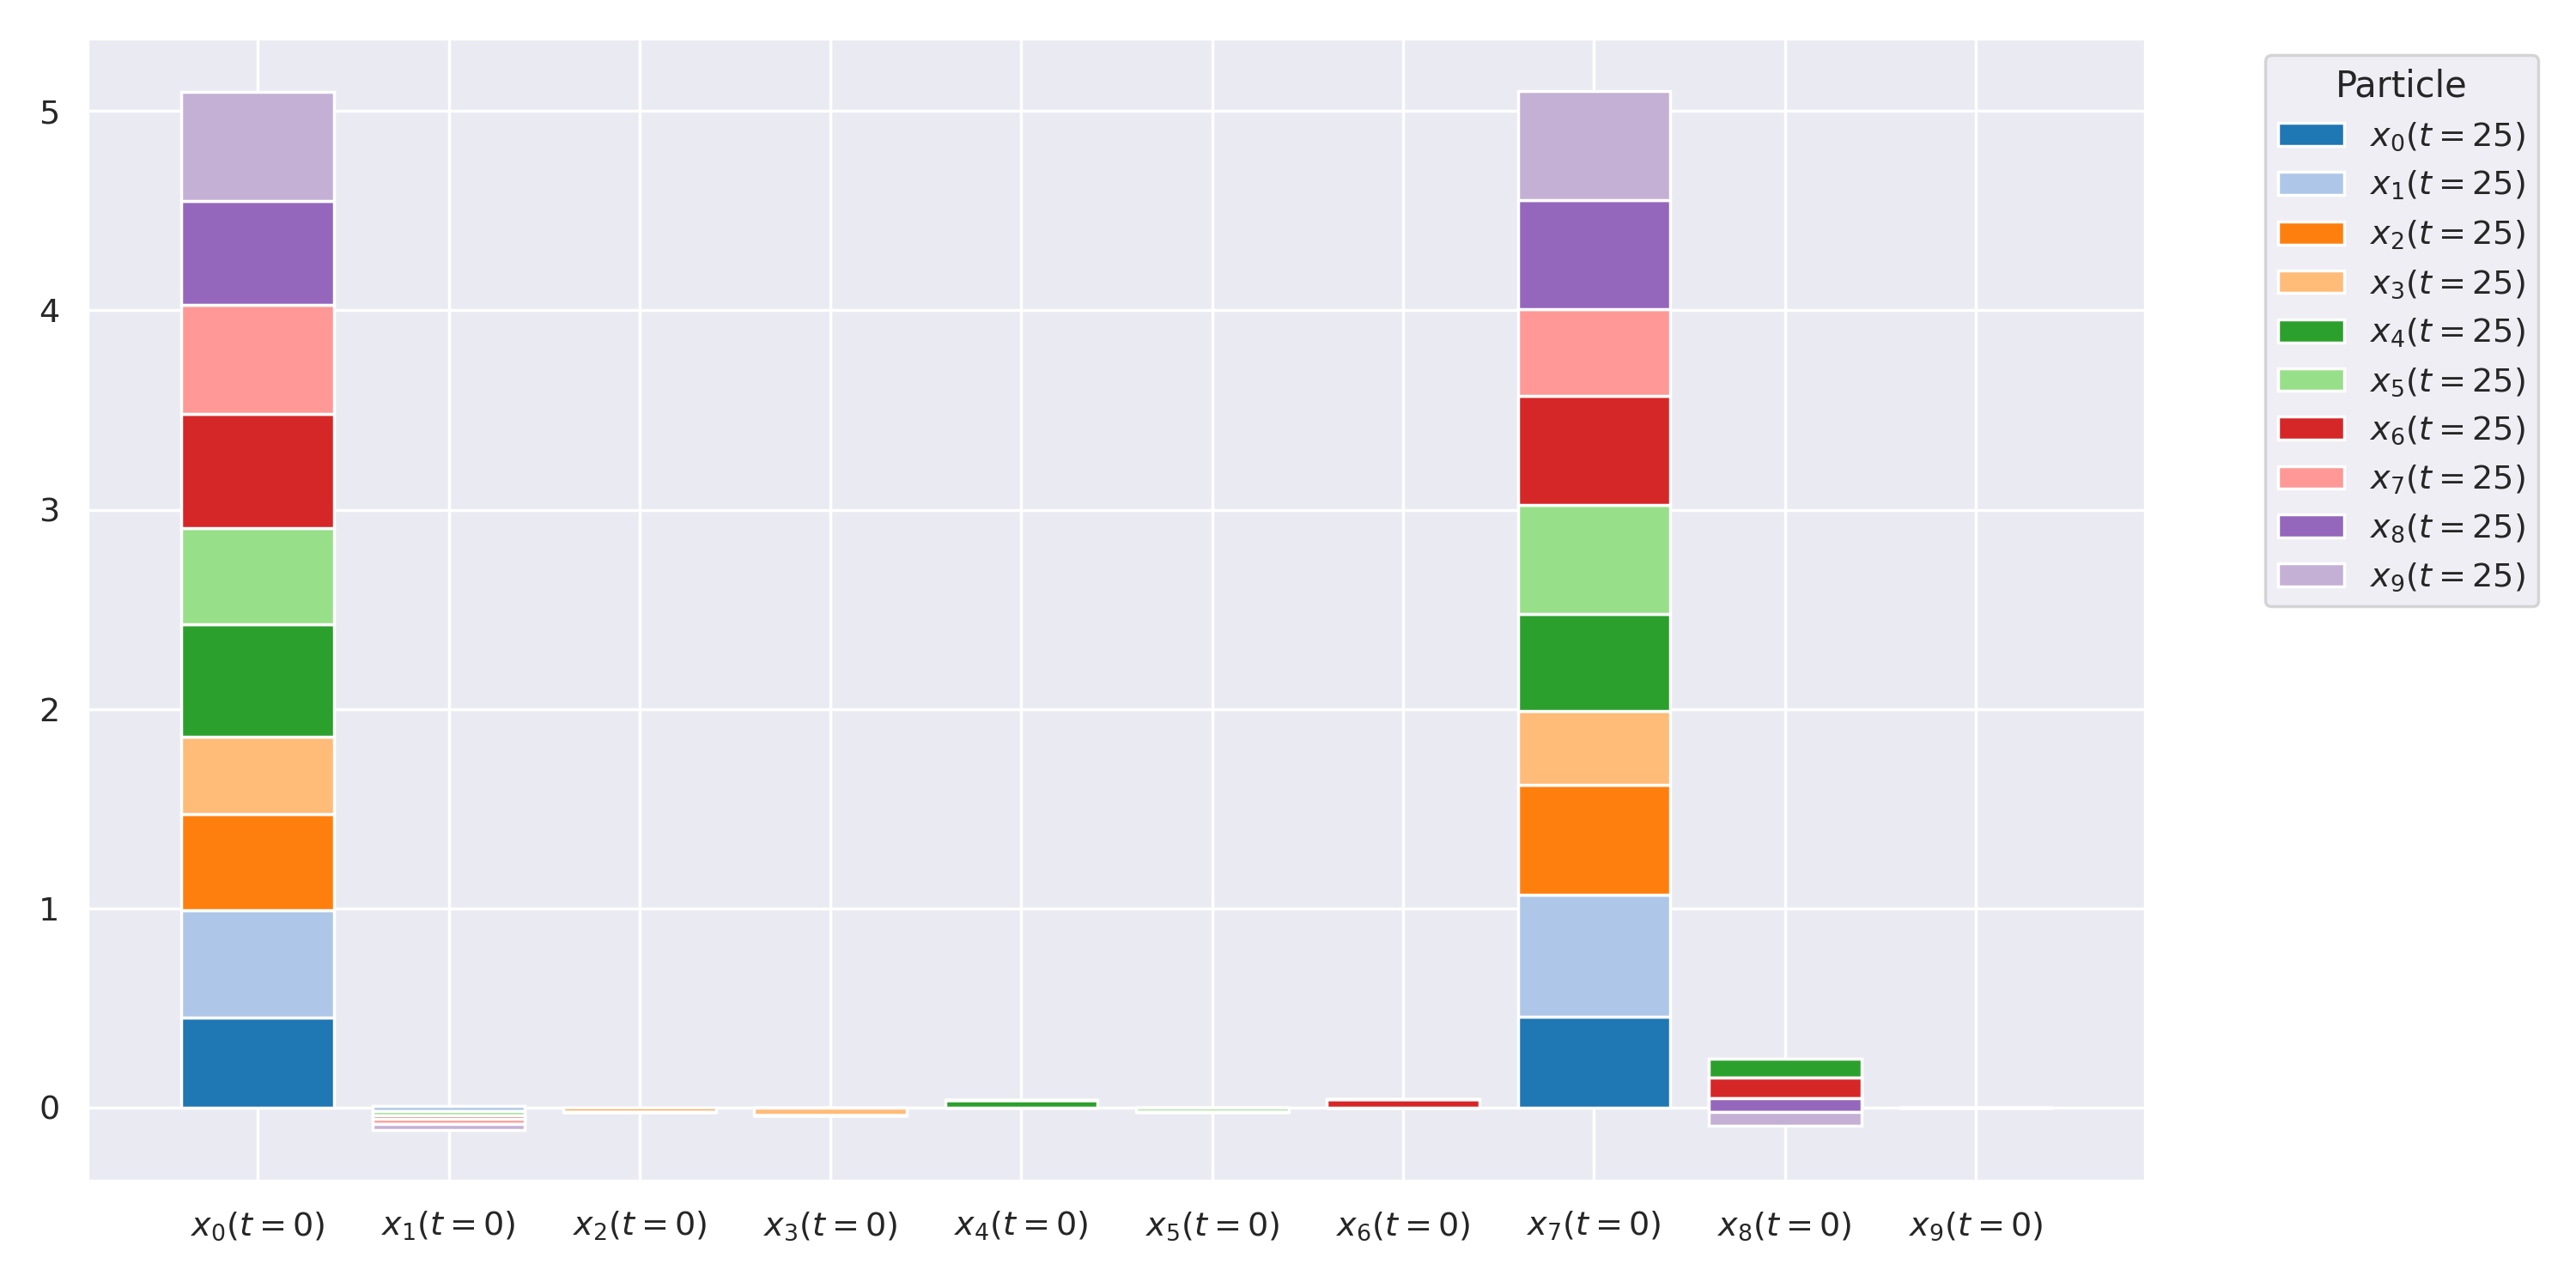 5
4
3
2
1
0
x₀(t = 0) x₁(t = 0) x₂(t = 0) x₃(t = 0) x₄(t = 0) x₅(t = 0) x₆(t = 0) x₇(t = 0) x₈(t = 0) x₉(t = 0)
Particle
x₀(t = 25)
x₁(t = 25)
x₂(t = 25)
x₃(t = 25)
x₄(t = 25)
x₅(t = 25)
x₆(t = 25)
x₇(t = 25)
x₈(t = 25)
x₉(t = 25)